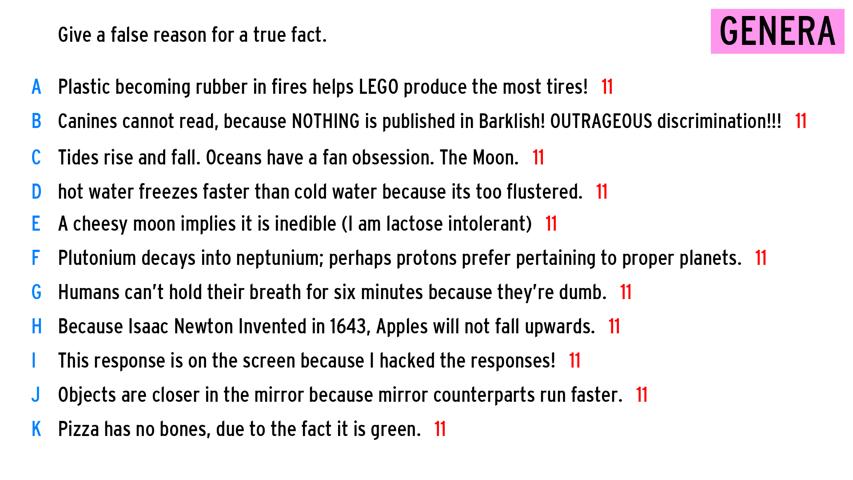 Give a false reason for a true fact.
GENERA
A Plastic becoming rubber in fires helps LEGO produce the most tires! 11
B Canines cannot read, because NOTHING is published in Barklish! OUTRAGEOUS discrimination!!! 11
C Tides rise and fall. Oceans have a fan obsession. The Moon. 11
D hot water freezes faster than cold water because its too flustered. 11
E A cheesy moon implies it is inedible (I am lactose intolerant) 11
F Plutonium decays into neptunium; perhaps protons prefer pertaining to proper planets. 11
G Humans can't hold their breath for six minutes because they're dumb. 11
H Because Isaac Newton Invented in 1643, Apples will not fall upwards. 11
I This response is on the screen because I hacked the responses! 11
J Objects are closer in the mirror because mirror counterparts run faster. 11
K Pizza has no bones, due to the fact it is green. 11